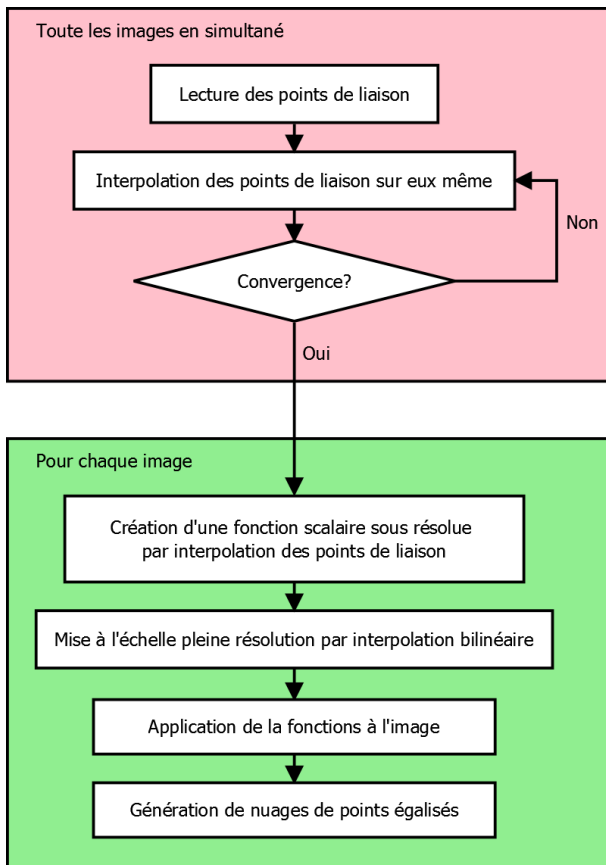 Toute les images en simultané
Lecture des points de liaison
Interpolation des points de liaison sur eux même
Non
Convergence?
Oui
Pour chaque image
Création d'une fonction scalaire sous résolue
par interpolation des points de liaison
Mise à l'échelle pleine résolution par interpolation bilinéaire
Application de la fonctions à l'image
Génération de nuages de points égalisés